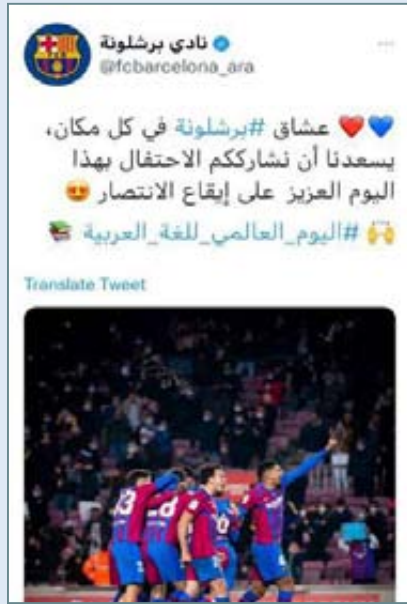 نادي برشلونة
@fcbarcelona_ara
💙❤️ عشاق #برشلونة في كل مكان،
يسعدنا أن نشارككم الاحتفال بهذا
اليوم العزيز على إيقاع الانتصار 😍
🙌 #اليوم_العالمي_للغة_العربية 📚
Translate Tweet